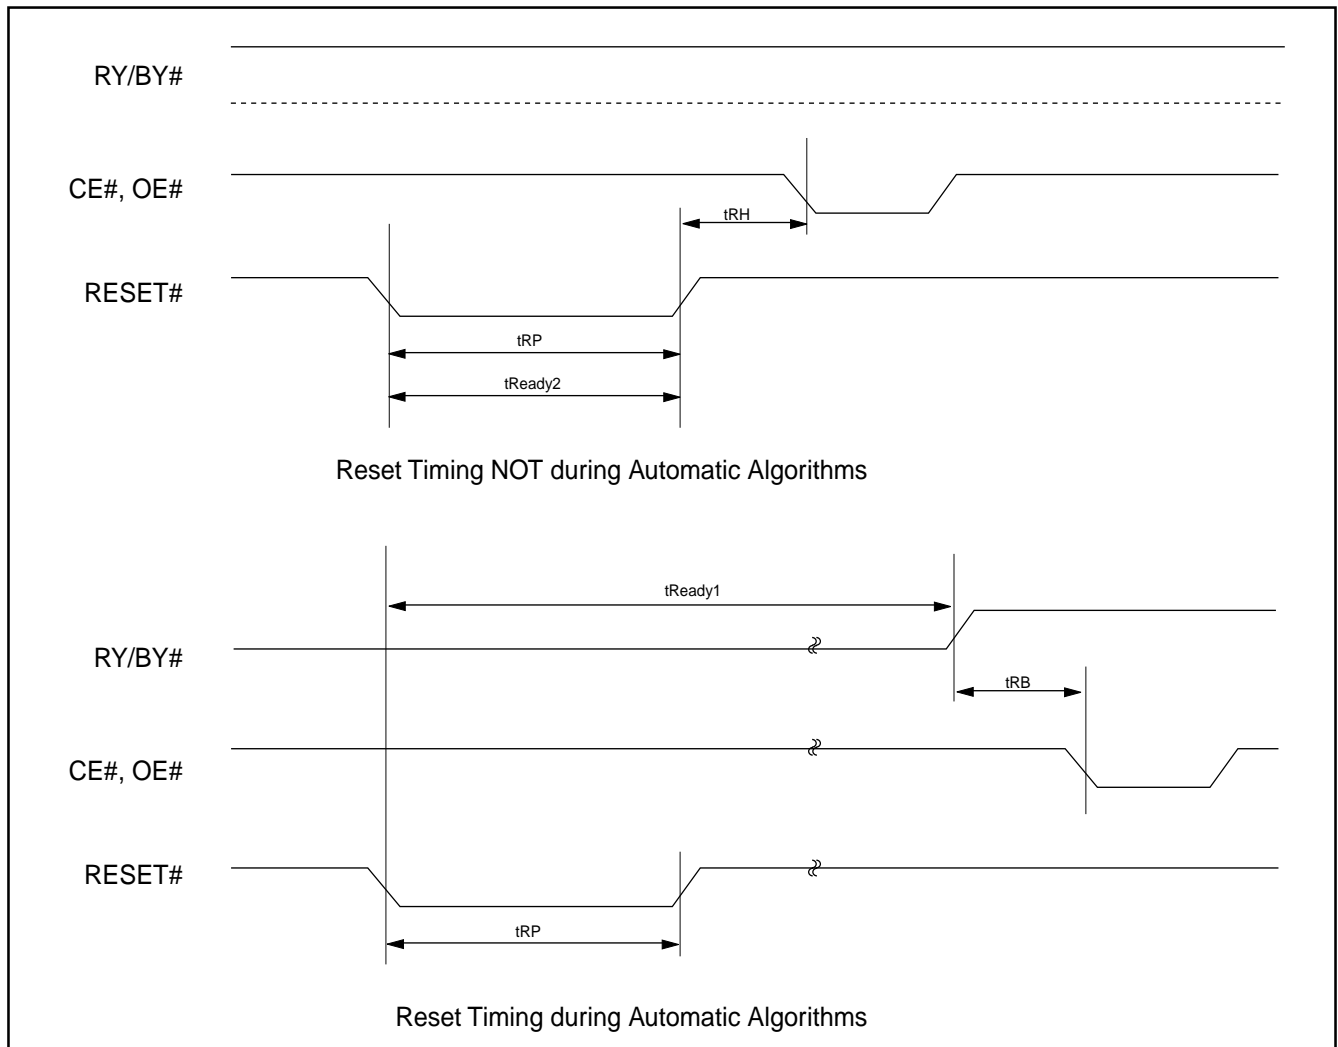 RY/BY#
CE#, OE#
tRH
RESET#
tRP
tReady2
Reset Timing NOT during Automatic Algorithms
tReady1
RY/BY#
tRB
CE#, OE#
RESET#
tRP
Reset Timing during Automatic Algorithms